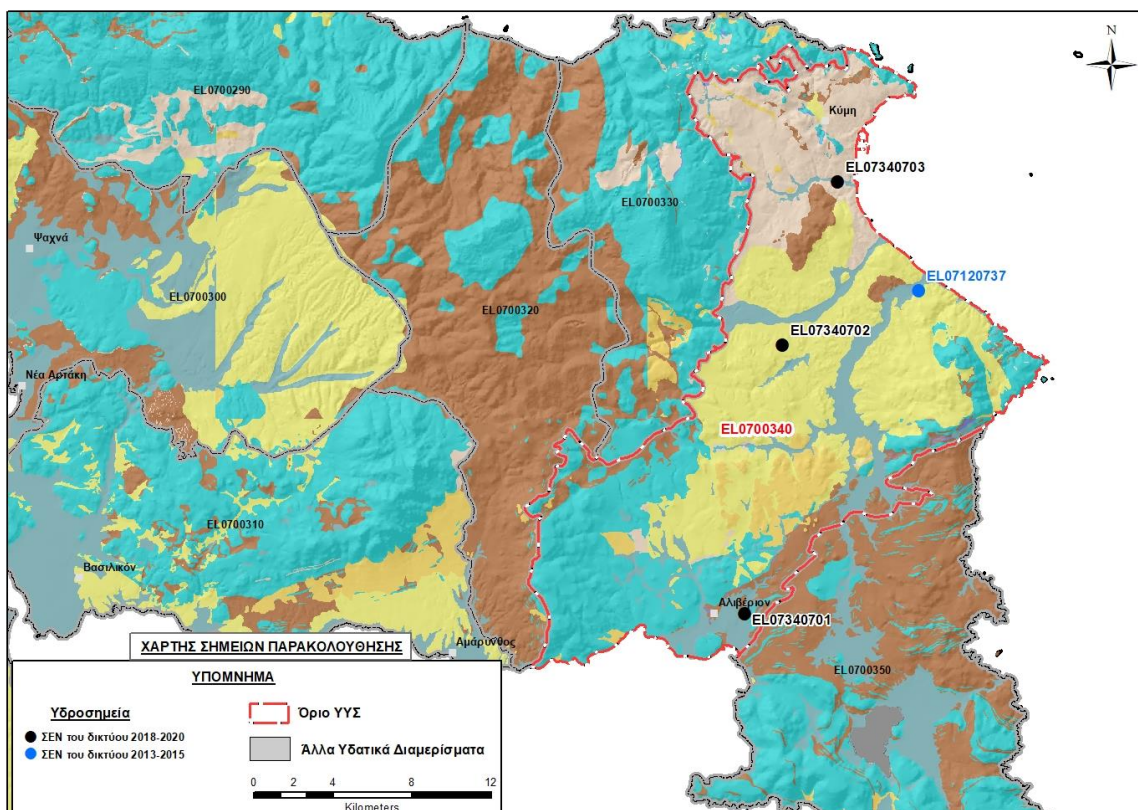 N
EL0700290
Κύμη
EL07340703
EL0700330
Ψαχνά
EL07120737
EL0700300
EL0700320
EL07340702
Νέα Αρτάκη
EL0700340
EL0700310
Βασιλικόν
Αλιβέριον
EL07340701
Αμάρυνθος
EL0700350
ΧΑΡΤΗΣ ΣΗΜΕΙΩΝ ΠΑΡΑΚΟΛΟΥΘΗΣΗΣ
ΥΠΟΜΝΗΜΑ
Υδροσημεία
Όριο ΥΥΣ
ΣΕΝ του δικτύου 2018-2020
ΣΕΝ του δικτύου 2013-2015
Άλλα Υδατικά Διαμερίσματα
0 2 4 8 12
Kilometers